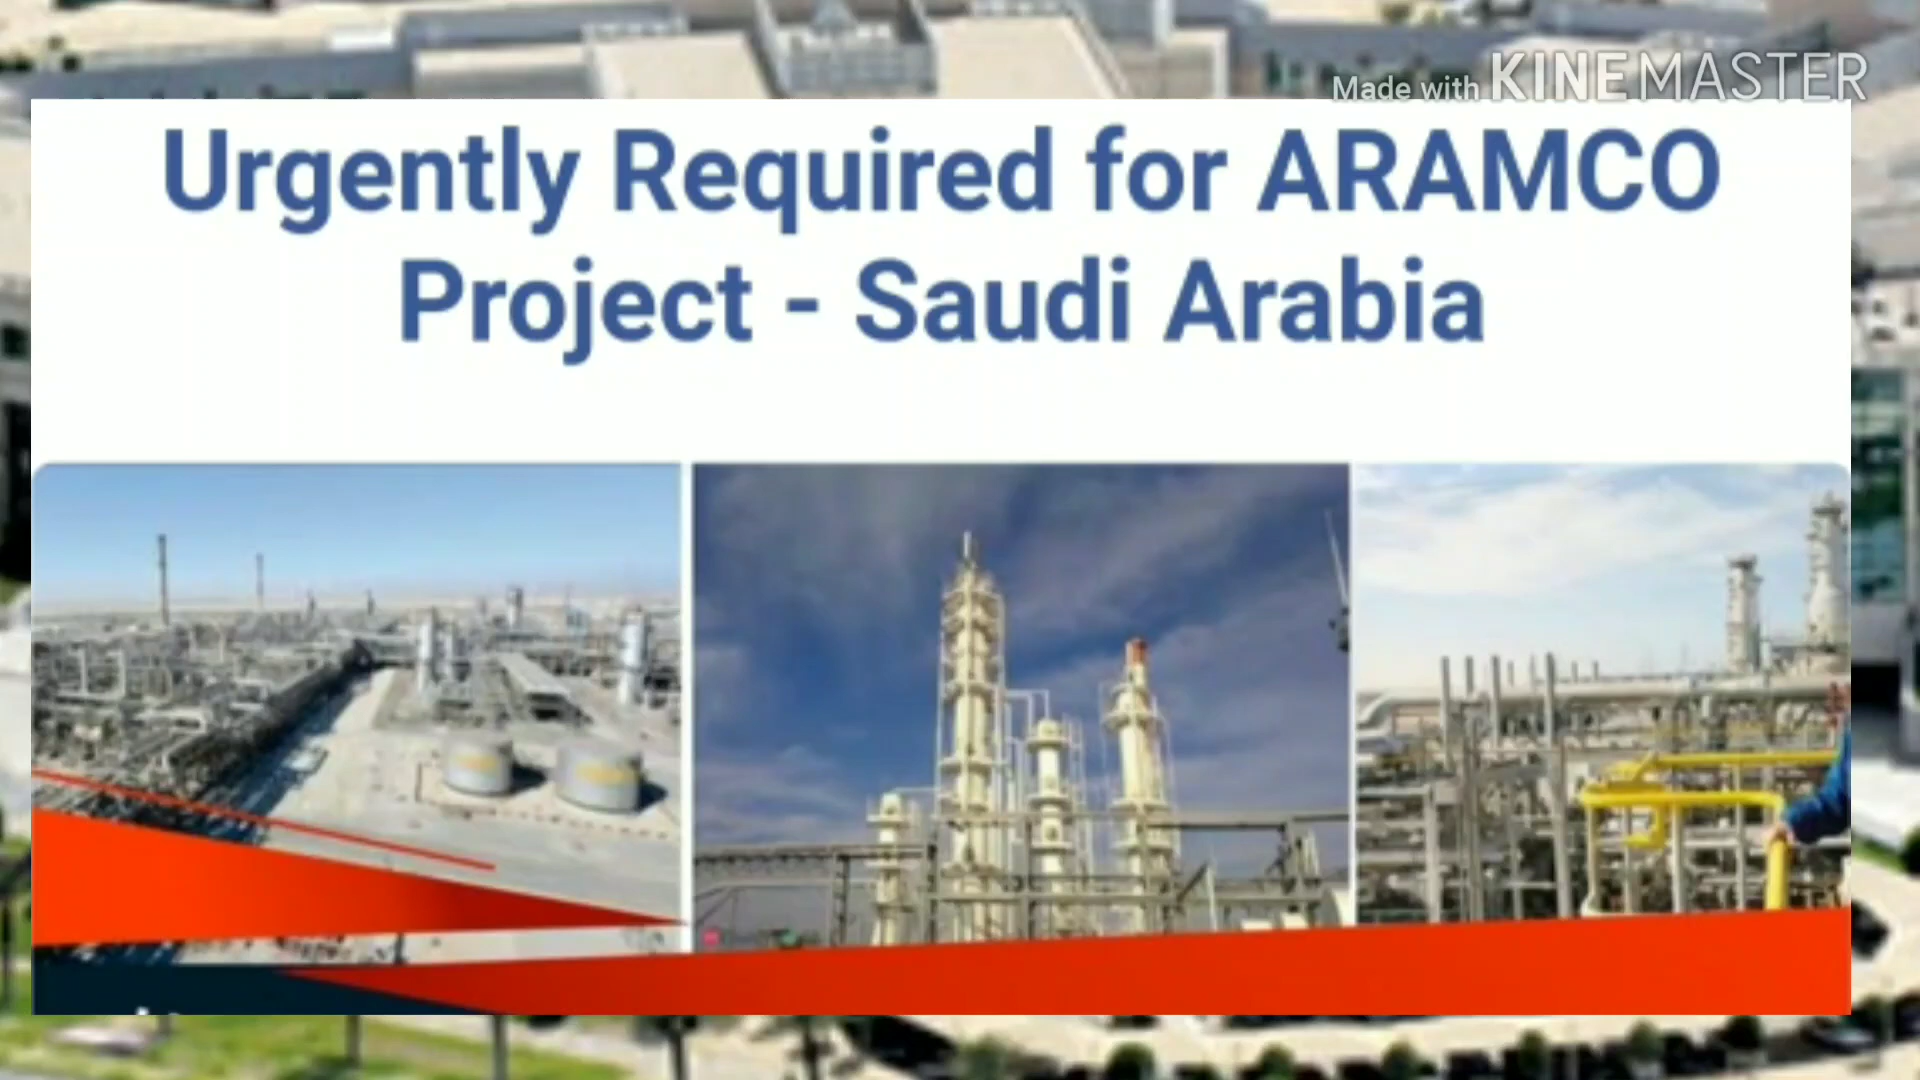 Made with KINEMASTER
Urgently Required for ARAMCO
Project - Saudi Arabia